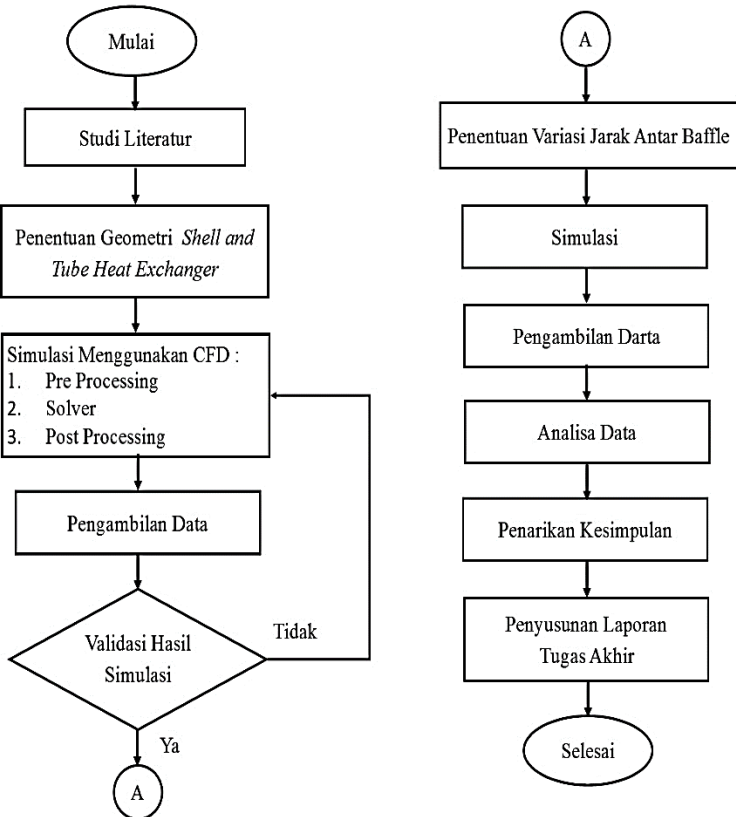 Mulai
Studi Literatur
Penentuan Geometri Shell and
Tube Heat Exchanger
Simulasi Menggunakan CFD :
1. Pre Processing
2. Solver
3. Post Processing
Pengambilan Data
Validasi Hasil
Simulasi
Tidak
Ya
A
A
Penentuan Variasi Jarak Antar Baffle
Simulasi
Pengambilan Darta
Analisa Data
Penarikan Kesimpulan
Penyusunan Laporan
Tugas Akhir
Selesai